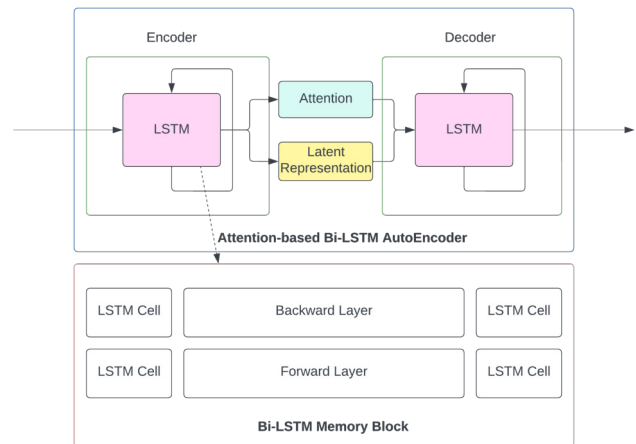 Encoder
Decoder
LSTM
Attention
Latent
Representation
LSTM
Attention-based Bi-LSTM AutoEncoder
LSTM Cell
Backward Layer
LSTM Cell
LSTM Cell
Forward Layer
LSTM Cell
Bi-LSTM Memory Block